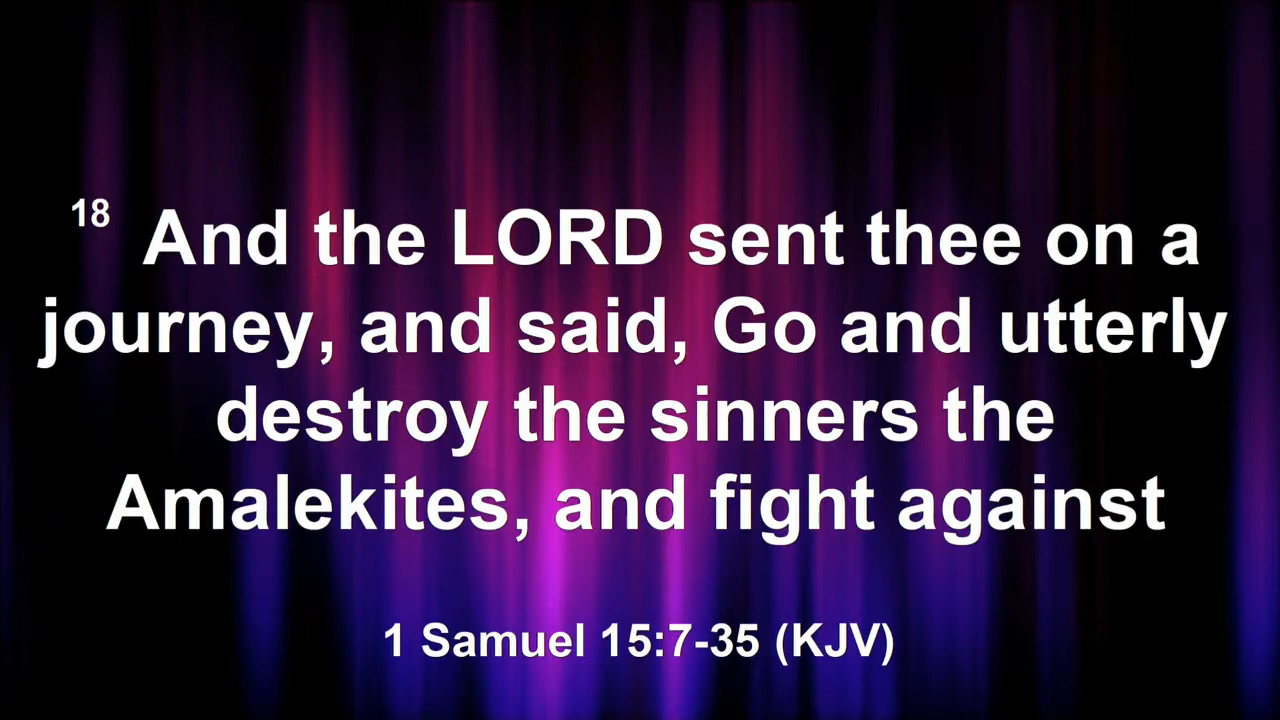 18 And the LORD sent thee on a
journey, and said, Go and utterly
destroy the sinners the
Amalekites, and fight against
1 Samuel 15:7-35 (KJV)